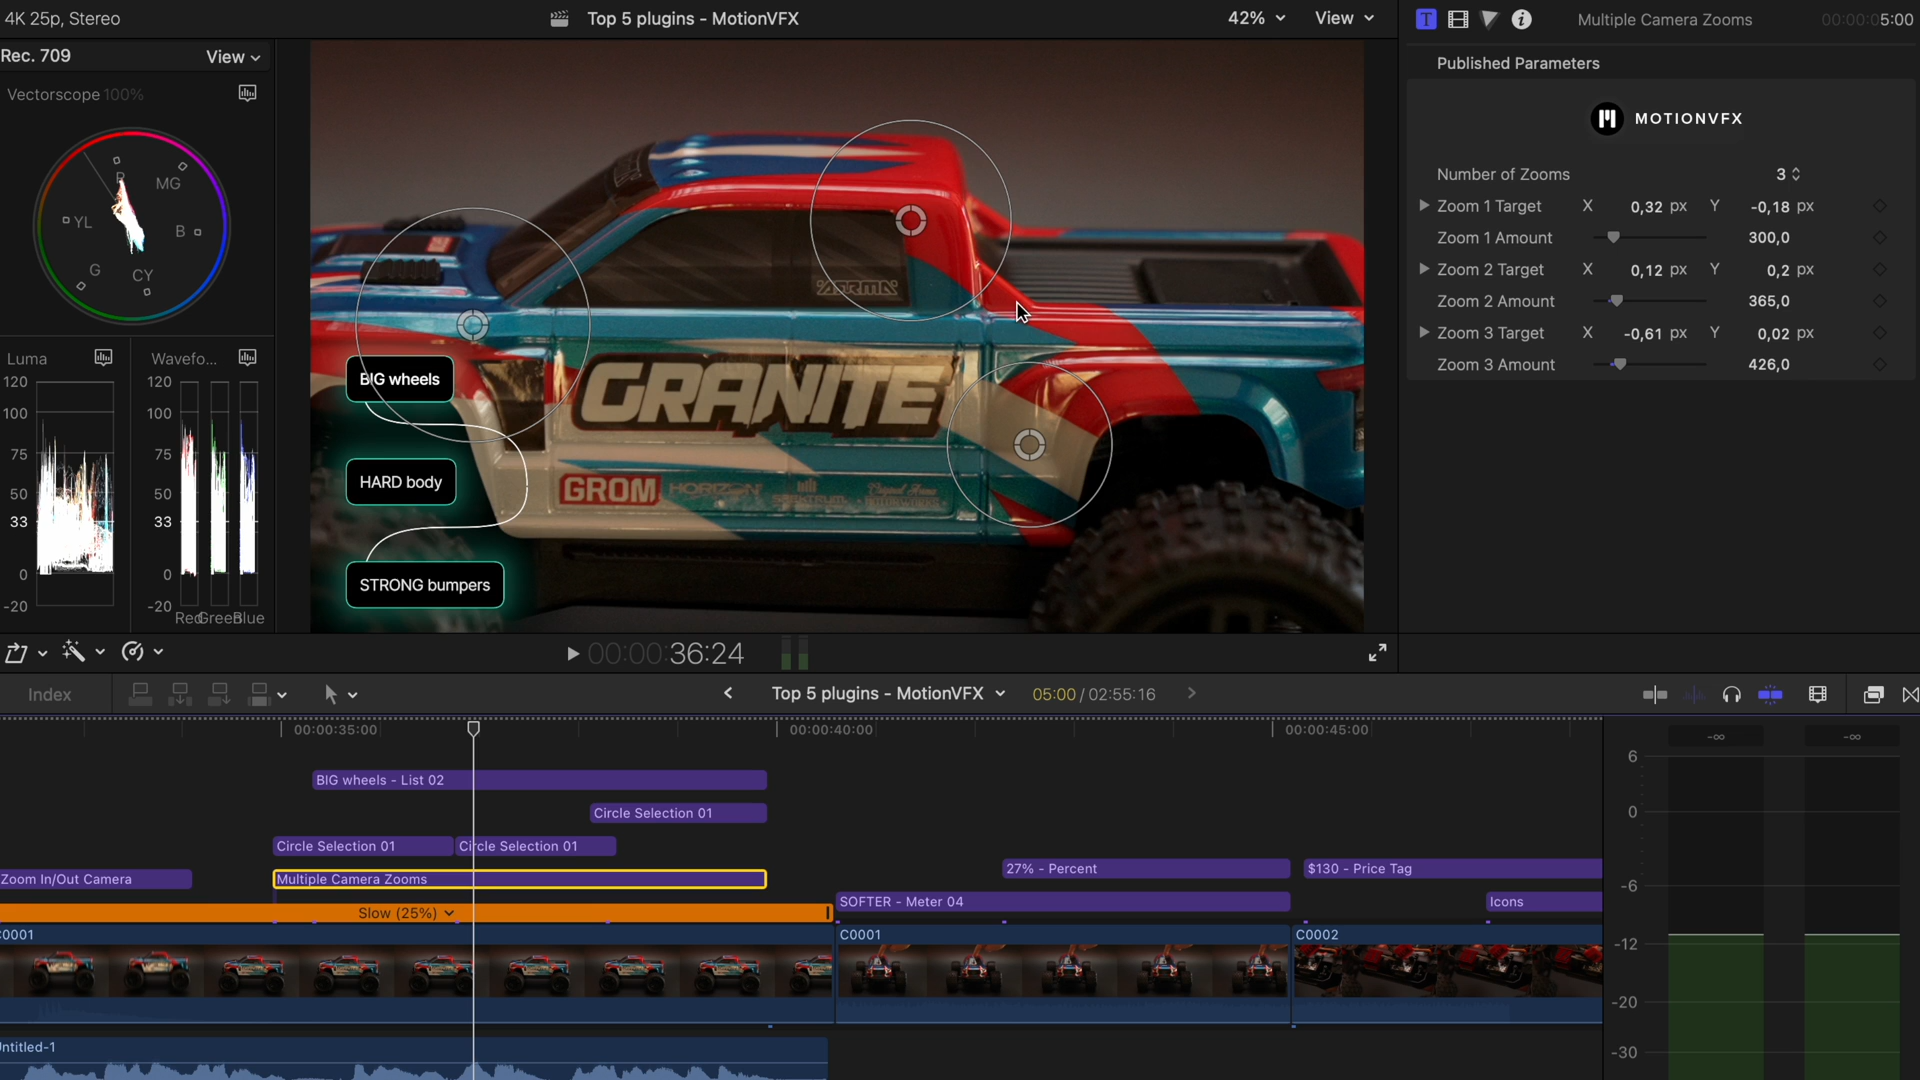 4K 25p, Stereo
Top 5 plugins - MotionVFX
42%
View
Multiple Camera Zooms
00:00:05:00
Rec. 709
View
Published Parameters
Vectorscope 100%
MOTIONVFX
R
MG
YL
B
G
CY
Number of Zooms 3
Zoom 1 Target X 0,32 px Y -0,18 px
Zoom 1 Amount 300,0
Zoom 2 Target X 0,12 px Y 0,2 px
Zoom 2 Amount 365,0
Zoom 3 Target X -0,61 px Y 0,02 px
Zoom 3 Amount 426,0
ARRMA
GRANITE
GROM
HORIZON
SPEKTRUM
BIG wheels
HARD body
STRONG bumpers
Luma
Wavefo...
120
100
75
50
33
0
-20
120
100
75
50
33
0
-20
Red
Green
Blue
00:00:36:24
Index
Top 5 plugins - MotionVFX
05:00 / 02:55:16
00:00:35:00
00:00:40:00
00:00:45:00
BIG wheels - List 02
Circle Selection 01
Circle Selection 01
Circle Selection 01
Zoom In/Out Camera
Multiple Camera Zooms
27% - Percent
$130 - Price Tag
SOFTER - Meter 04
Icons
Slow (25%)
C0001
C0001
C0002
Untitled-1
-∞
-∞
6
0
-6
-12
-20
-30